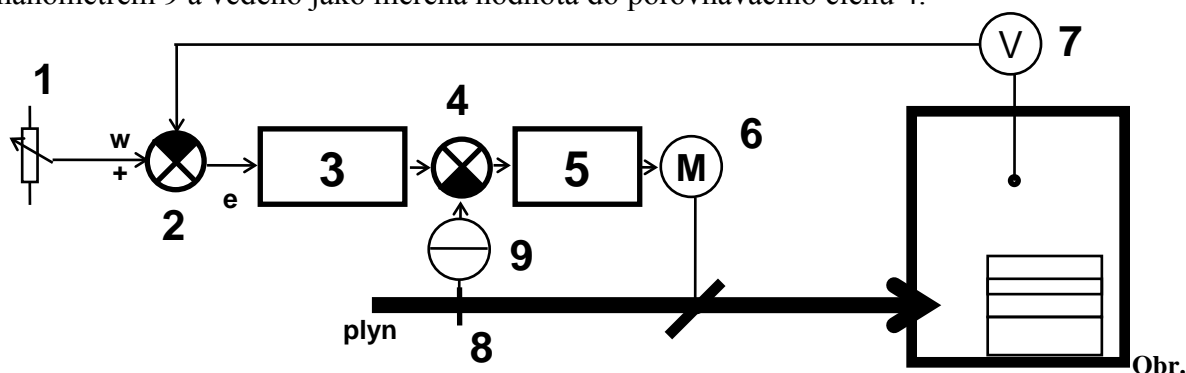 manometrem 9 a vedeno jako měřená hodnota do porovnávacího členu 4.
V
7
1
4
6
w
+
3
5
M
e
2
9
plyn
8
Obr.